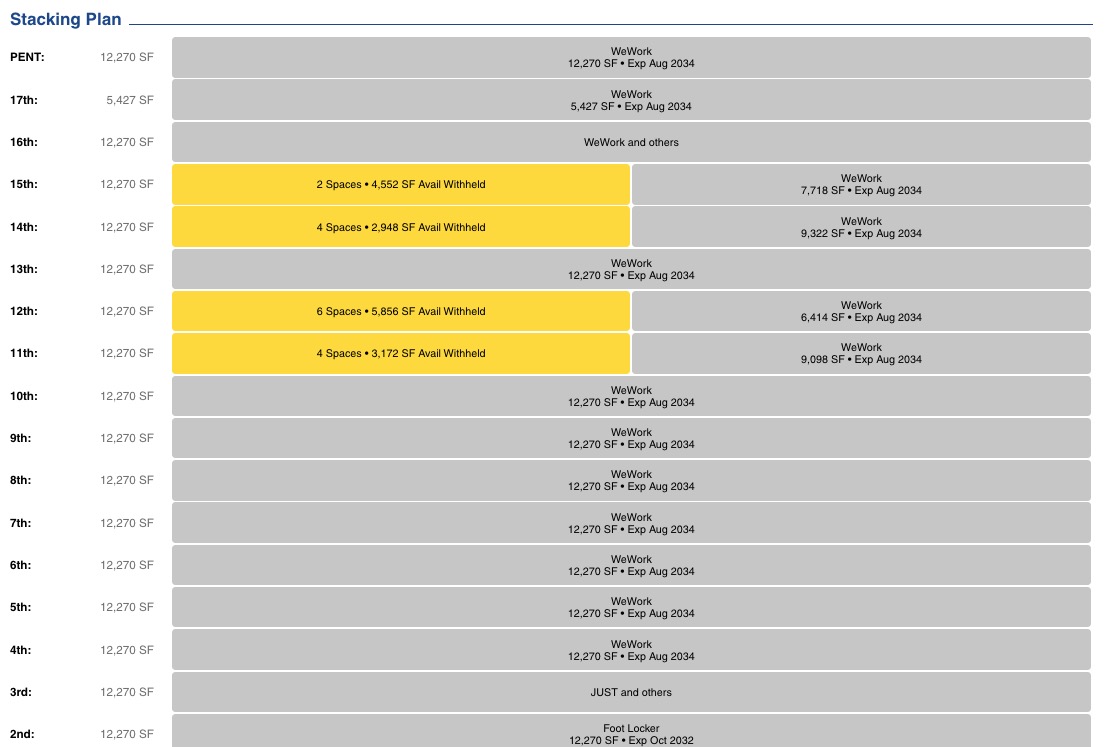 Stacking Plan
PENT: 12,270 SF WeWork
12,270 SF • Exp Aug 2034
17th: 5,427 SF WeWork
5,427 SF • Exp Aug 2034
16th: 12,270 SF WeWork and others
15th: 12,270 SF 2 Spaces • 4,552 SF Avail Withheld WeWork
7,718 SF • Exp Aug 2034
14th: 12,270 SF 4 Spaces • 2,948 SF Avail Withheld WeWork
9,322 SF • Exp Aug 2034
13th: 12,270 SF WeWork
12,270 SF • Exp Aug 2034
12th: 12,270 SF 6 Spaces • 5,856 SF Avail Withheld WeWork
6,414 SF • Exp Aug 2034
11th: 12,270 SF 4 Spaces • 3,172 SF Avail Withheld WeWork
9,098 SF • Exp Aug 2034
10th: 12,270 SF WeWork
12,270 SF • Exp Aug 2034
9th: 12,270 SF WeWork
12,270 SF • Exp Aug 2034
8th: 12,270 SF WeWork
12,270 SF • Exp Aug 2034
7th: 12,270 SF WeWork
12,270 SF • Exp Aug 2034
6th: 12,270 SF WeWork
12,270 SF • Exp Aug 2034
5th: 12,270 SF WeWork
12,270 SF • Exp Aug 2034
4th: 12,270 SF WeWork
12,270 SF • Exp Aug 2034
3rd: 12,270 SF JUST and others
2nd: 12,270 SF Foot Locker
12,270 SF • Exp Oct 2032